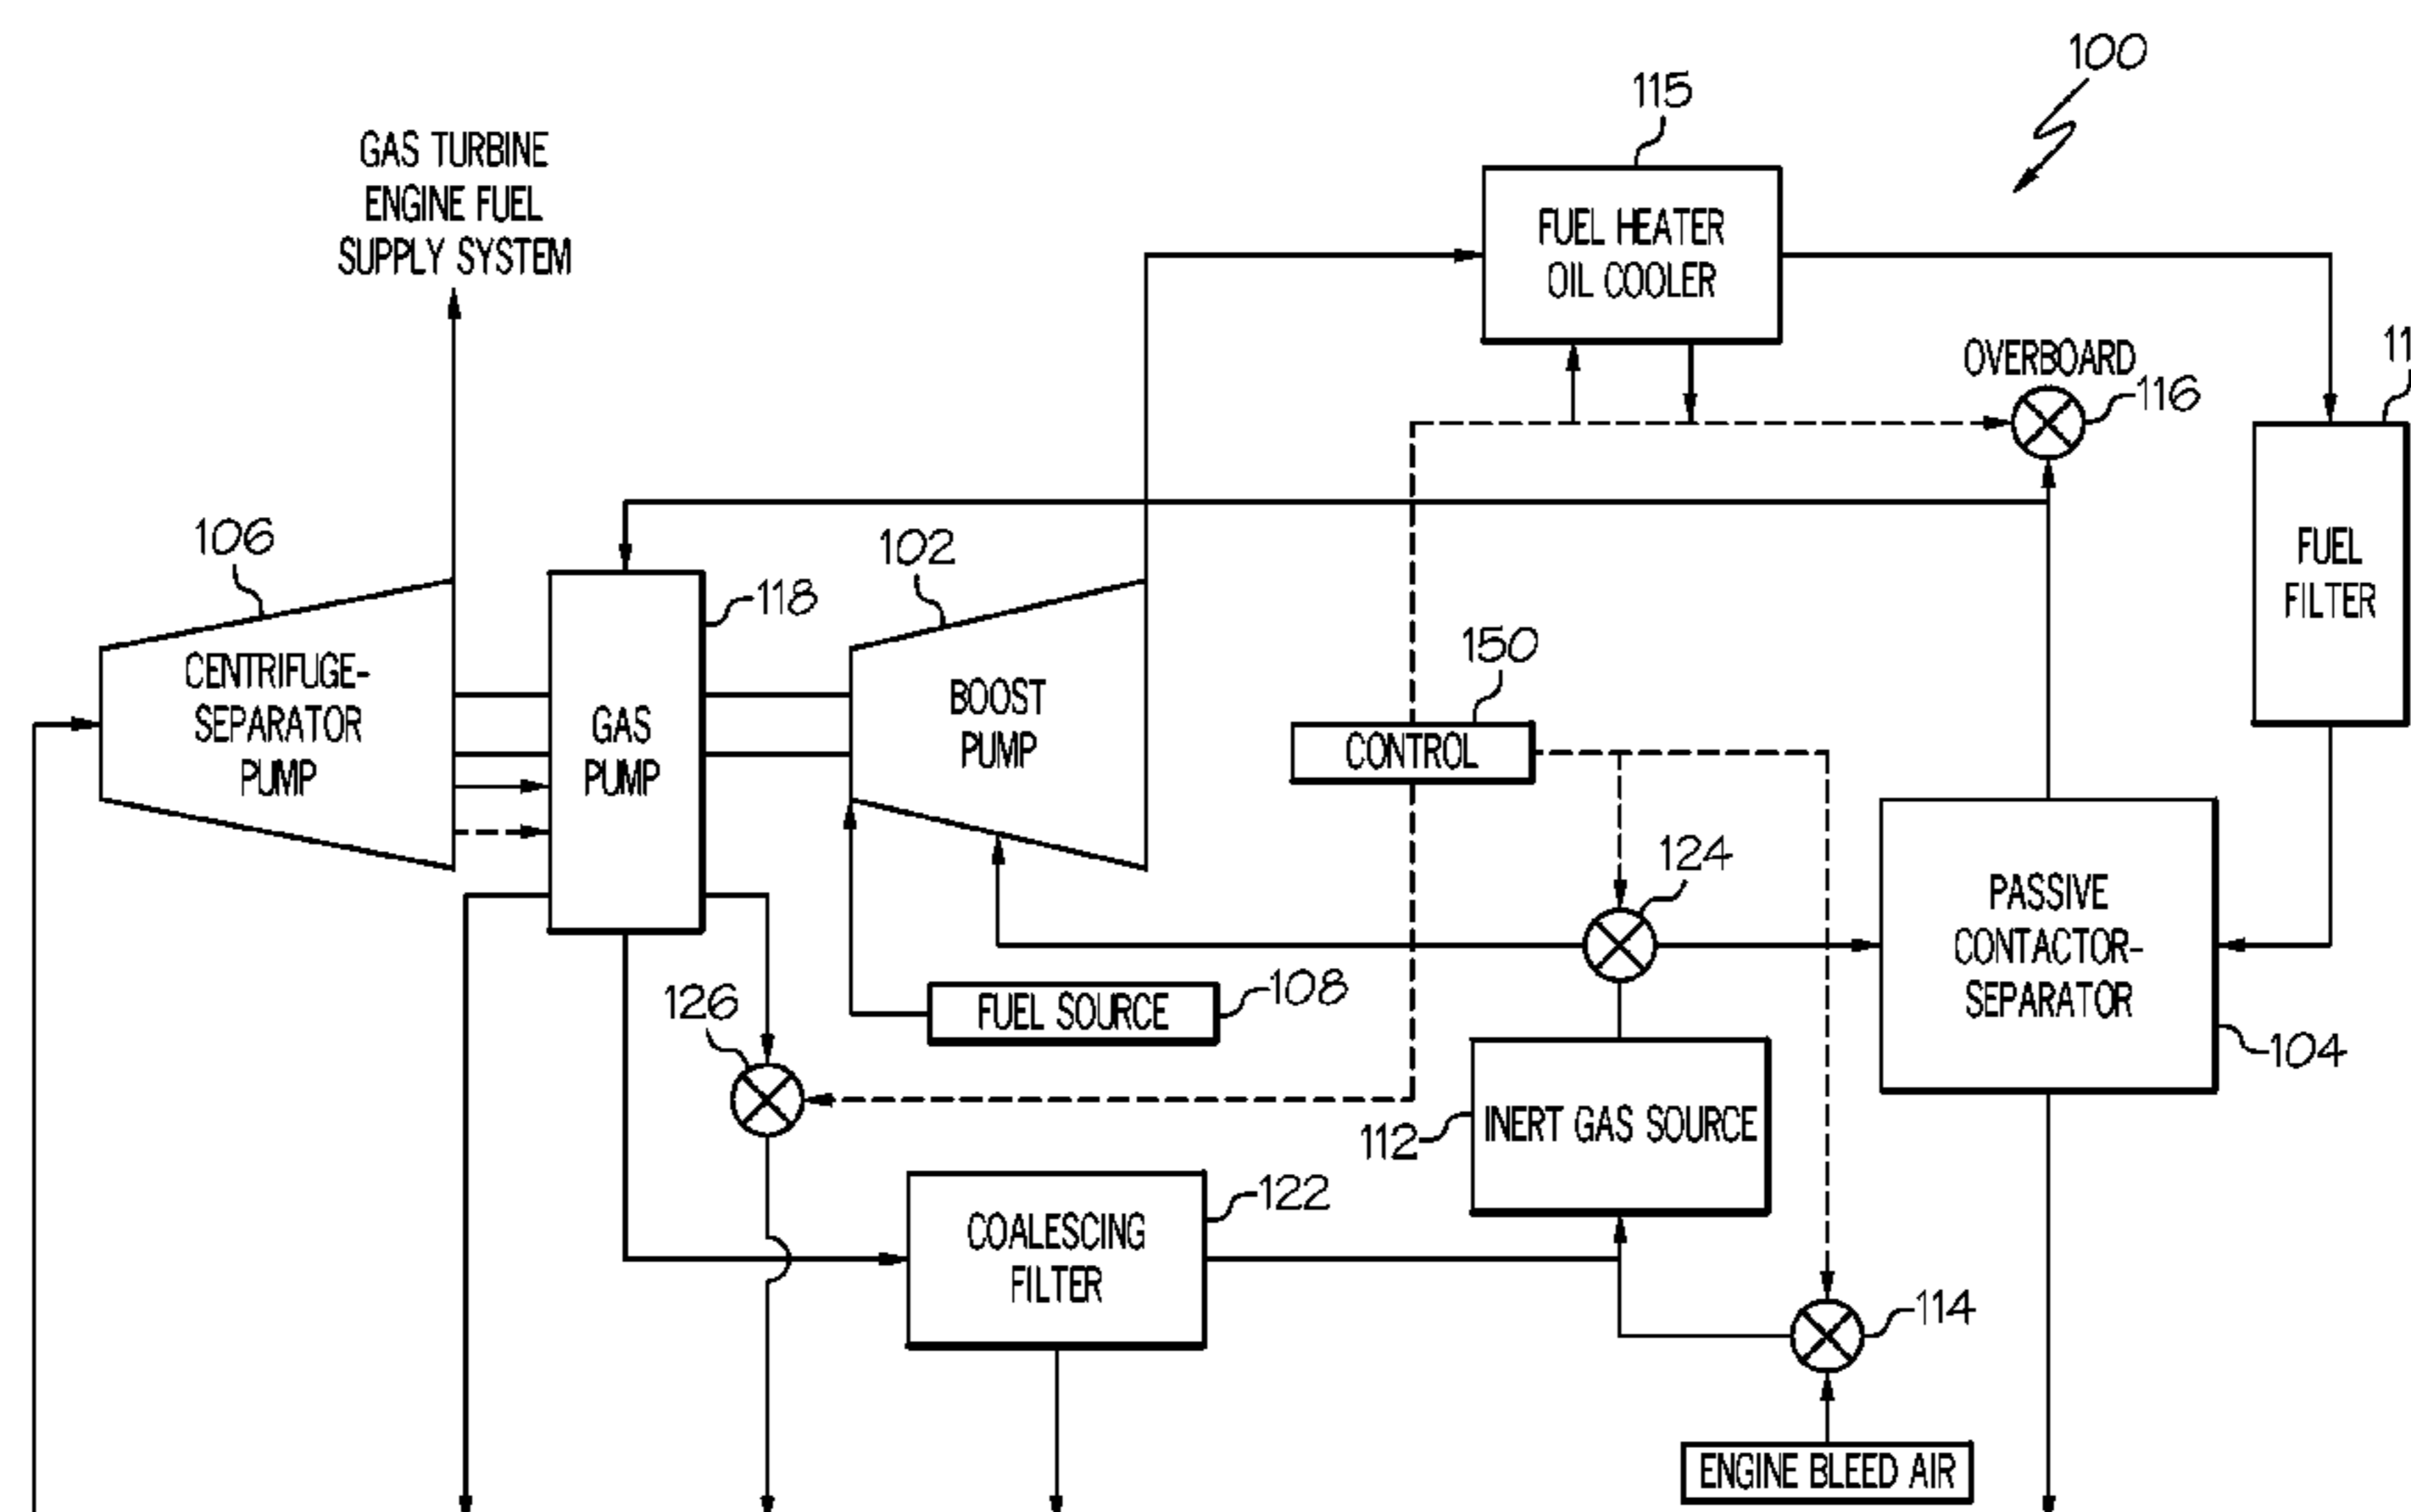 100
115
GAS TURBINE
ENGINE FUEL
SUPPLY SYSTEM
FUEL HEATER
OIL COOLER
OVERBOARD
116
FUEL
FILTER
106
102
118
CENTRIFUGE-
SEPARATOR
PUMP
GAS
PUMP
BOOST
PUMP
150
CONTROL
124
PASSIVE
CONTACTOR-
SEPARATOR
104
126
FUEL SOURCE
108
112
INERT GAS SOURCE
122
COALESCING
FILTER
114
ENGINE BLEED AIR